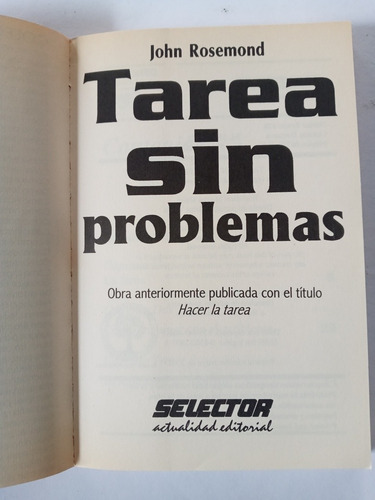 John Rosemond
Tarea
sin
problemas
Obra anteriormente publicada con el título
Hacer la tarea
SELECTOR
actualidad editorial